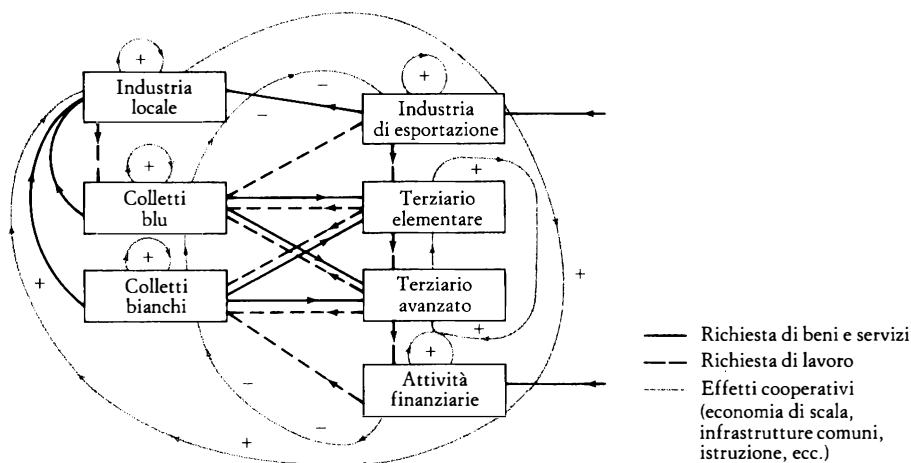 +
+
Industria
locale
Industria
di esportazione
−
−
+
+
Colletti
blu
Terziario
elementare
+
Colletti
bianchi
Terziario
avanzato
+
+
+
+
Attività
finanziarie
−
−
+
Richiesta di beni e servizi
Richiesta di lavoro
Effetti cooperativi
(economia di scala,
infrastrutture comuni,
istruzione, ecc.)